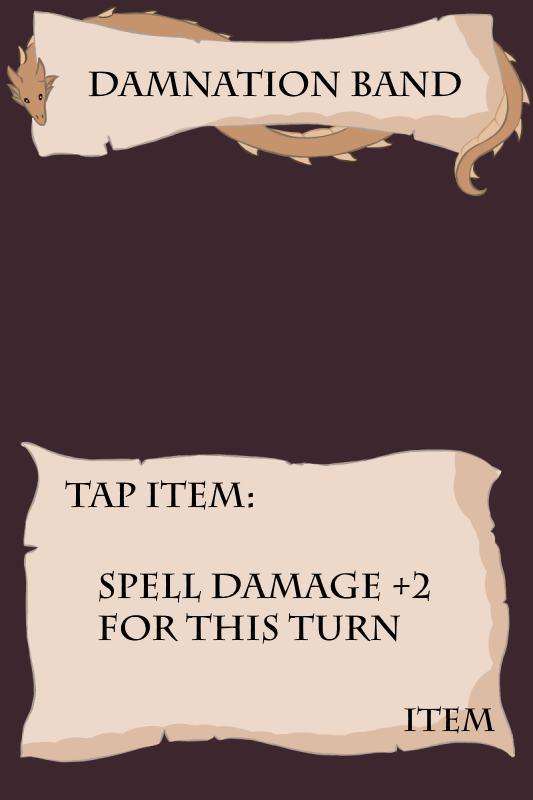 DAMNATION BAND
TAP ITEM:
SPELL DAMAGE +2
FOR THIS TURN
ITEM